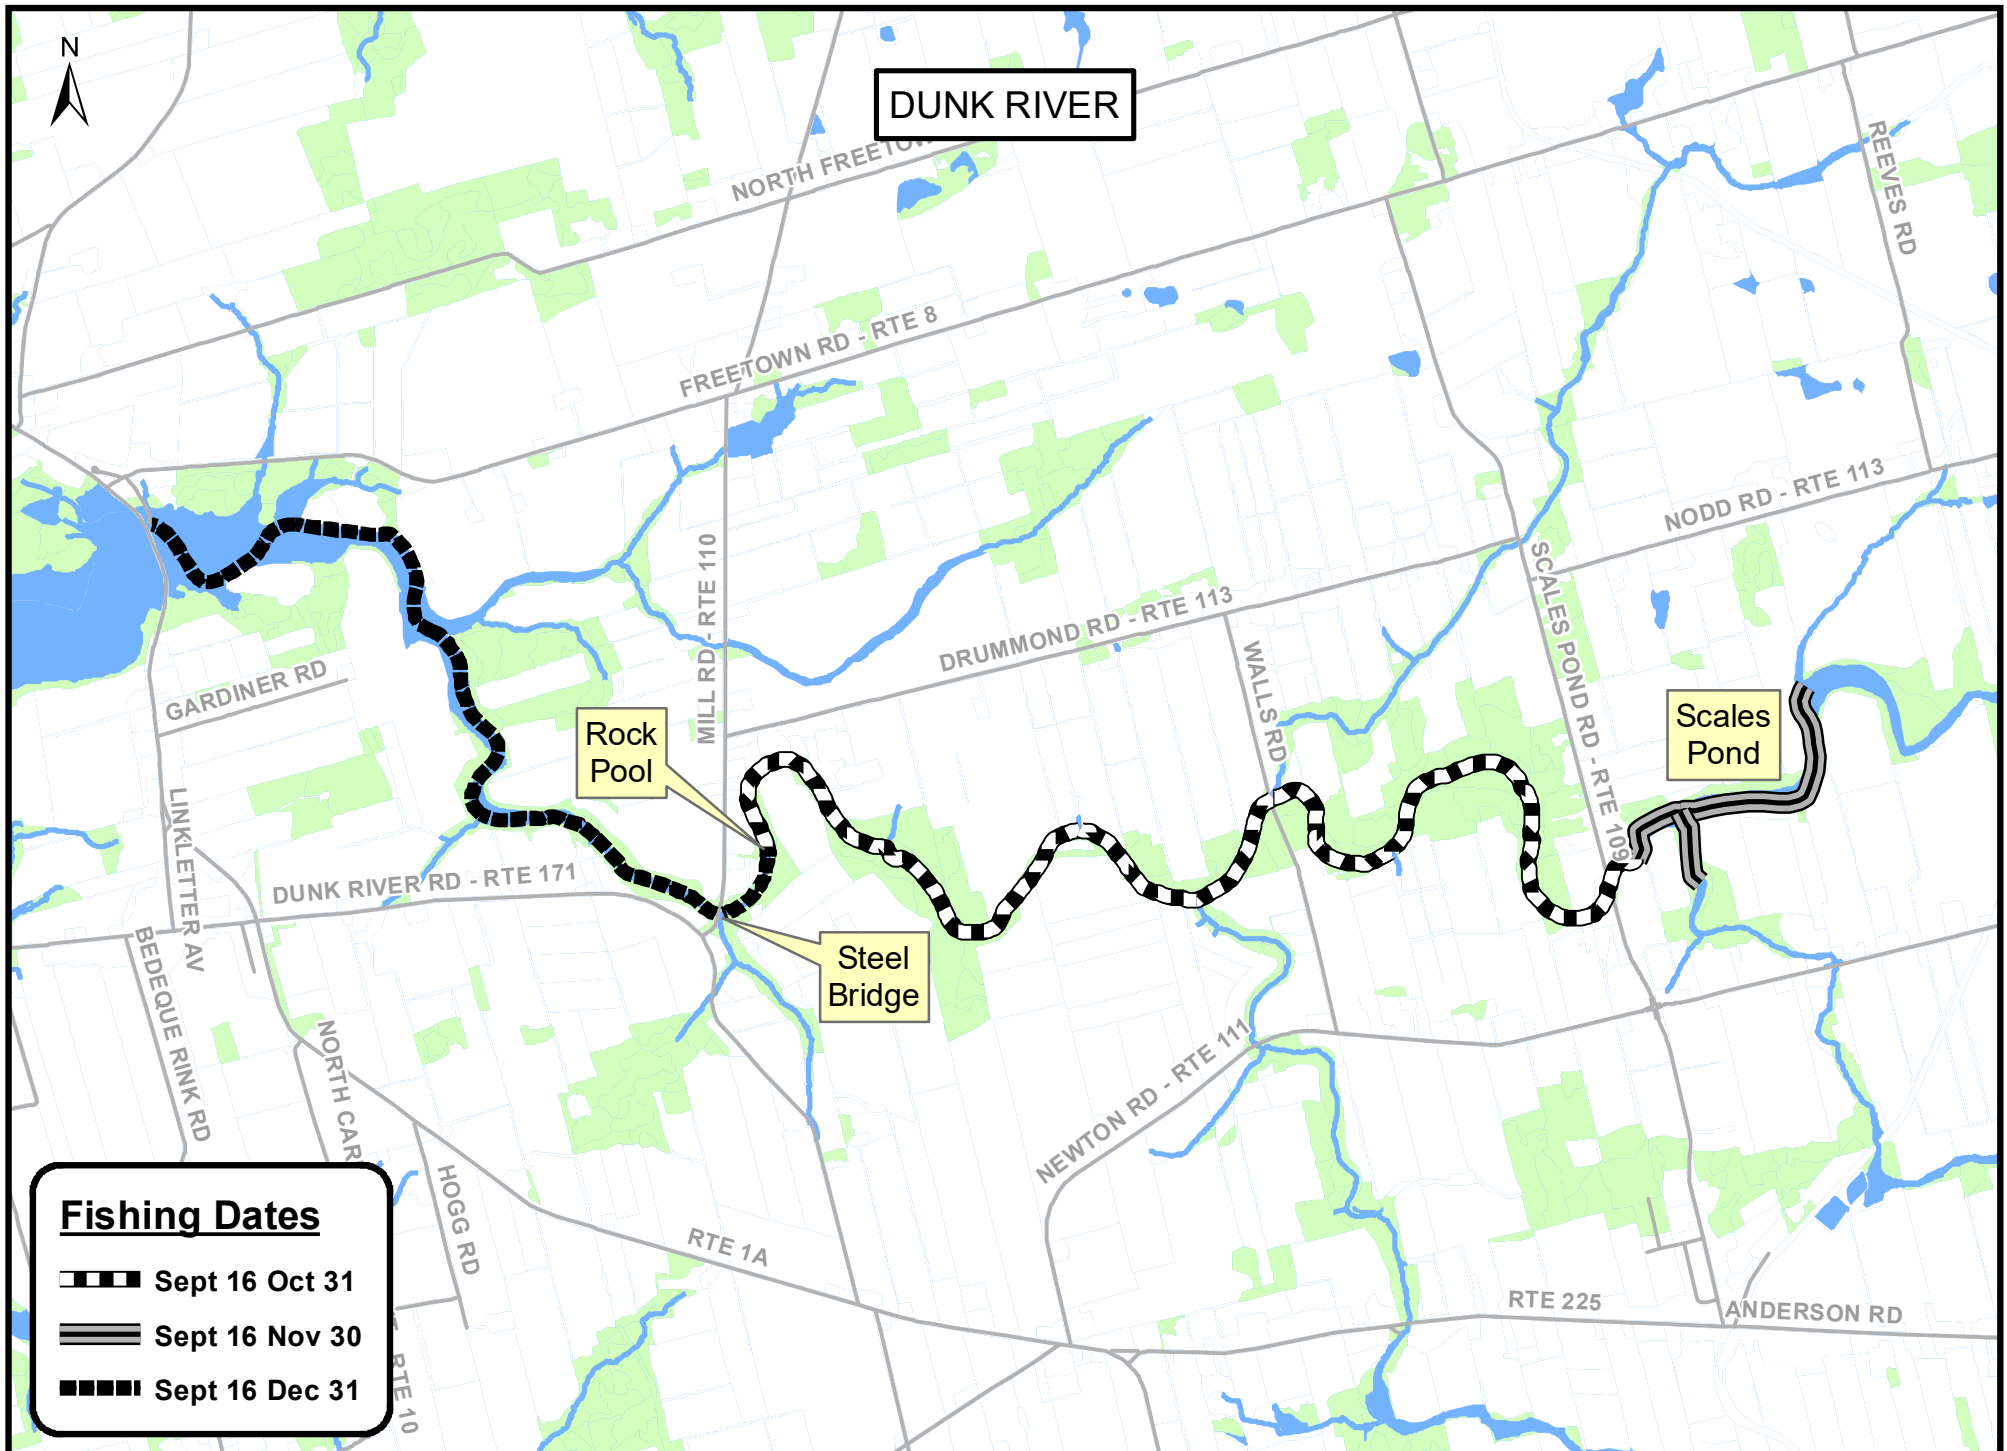 N
DUNK RIVER
NORTH FREETOW
REEVES RD
FREETOWN RD - RTE 8
NODD RD - RTE 113
MILL RD - RTE 110
SCALES POND RD - RTE 109
DRUMMOND RD - RTE 113
WALLS RD
GARDINER RD
Scales
Pond
Rock
Pool
LINKLETTER AV
DUNK RIVER RD - RTE 171
Steel
Bridge
BEDEQUE RINK RD
NORTH CAR
NEWTON RD - RTE 111
HOGG RD
RTE 1A
RTE 225
ANDERSON RD
RTE 10
Fishing Dates
Sept 16 Oct 31
Sept 16 Nov 30
Sept 16 Dec 31